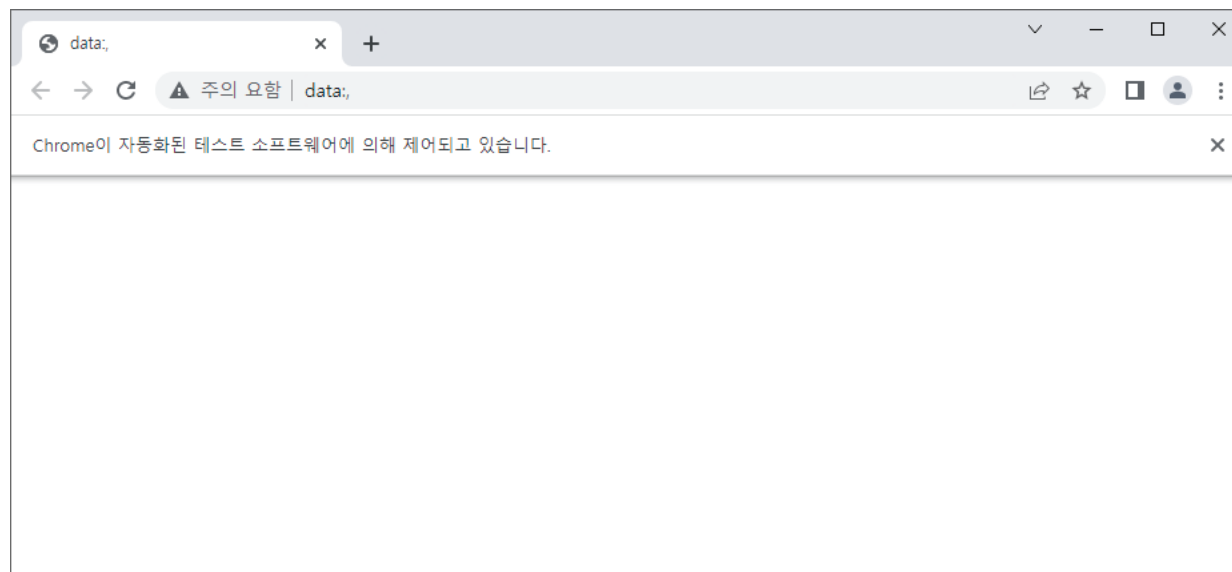 data:,
주의 요함 data:,
Chrome이 자동화된 테스트 소프트웨어에 의해 제어되고 있습니다.